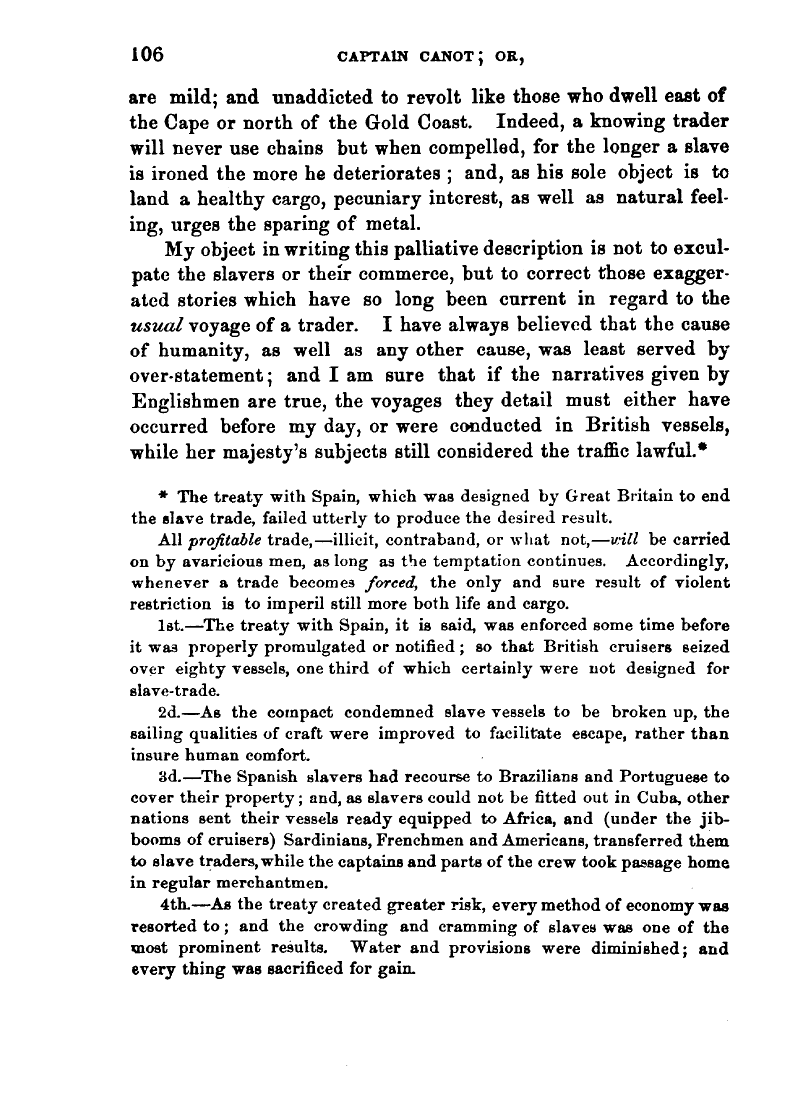 106 CAPTAIN CANOT; OR,
are mild; and unaddicted to revolt like those who dwell east of
the Cape or north of the Gold Coast. Indeed, a knowing trader
will never use chains but when compelled, for the longer a slave
is ironed the more he deteriorates; and, as his sole object is to
land a healthy cargo, pecuniary interest, as well as natural feel-
ing, urges the sparing of metal.
My object in writing this palliative description is not to excul-
pate the slavers or their commerce, but to correct those exagger-
ated stories which have so long been current in regard to the
usual voyage of a trader. I have always believed that the cause
of humanity, as well as any other cause, was least served by
over-statement; and I am sure that if the narratives given by
Englishmen are true, the voyages they detail must either have
occurred before my day, or were conducted in British vessels,
while her majesty's subjects still considered the traffic lawful.*
* The treaty with Spain, which was designed by Great Britain to end
the slave trade, failed utterly to produce the desired result.
All profitable trade,—illicit, contraband, or what not,—will be carried
on by avaricious men, as long as the temptation continues. Accordingly,
whenever a trade becomes forced, the only and sure result of violent
restriction is to imperil still more both life and cargo.
1st.—The treaty with Spain, it is said, was enforced some time before
it was properly promulgated or notified; so that British cruisers seized
over eighty vessels, one third of which certainly were not designed for
slave-trade.
2d.—As the compact condemned slave vessels to be broken up, the
sailing qualities of craft were improved to facilitate escape, rather than
insure human comfort.
3d.—The Spanish slavers had recourse to Brazilians and Portuguese to
cover their property; and, as slavers could not be fitted out in Cuba, other
nations sent their vessels ready equipped to Africa, and (under the jib-
booms of cruisers) Sardinians, Frenchmen and Americans, transferred them
to slave traders, while the captains and parts of the crew took passage home
in regular merchantmen.
4th.—As the treaty created greater risk, every method of economy was
resorted to; and the crowding and cramming of slaves was one of the
most prominent results. Water and provisions were diminished; and
every thing was sacrificed for gain.